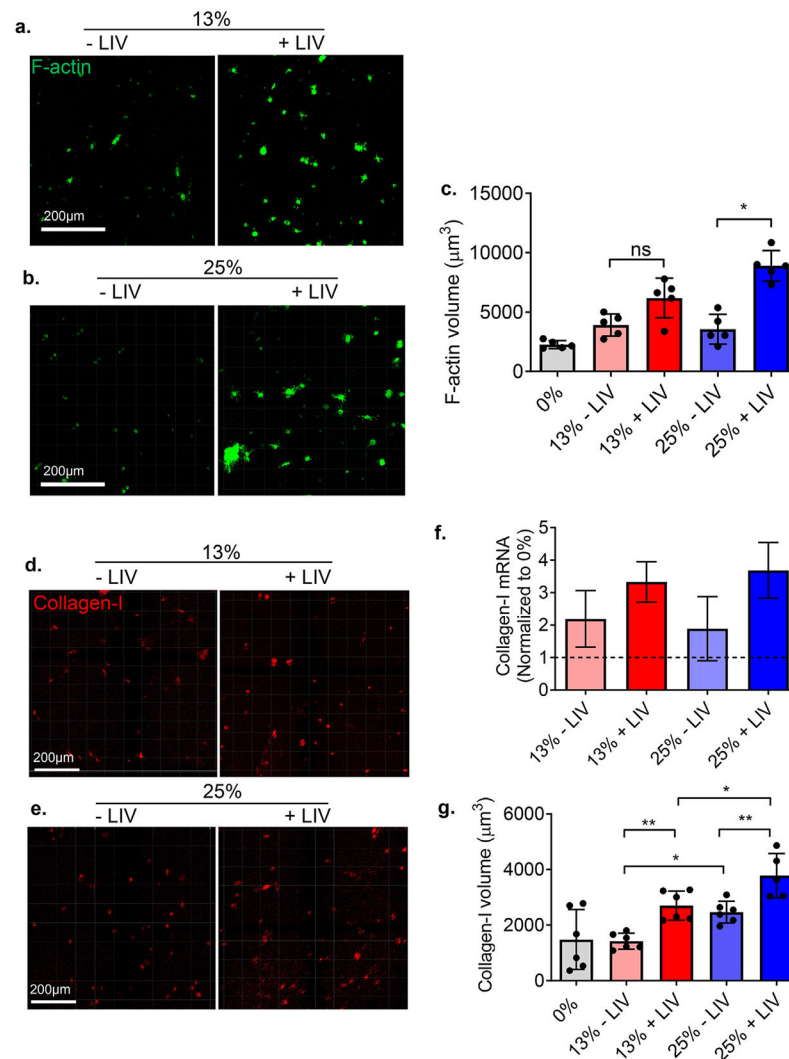 a.
13%
- LIV
+ LIV
F-actin
200μm
b.
25%
- LIV
+ LIV
200μm
c.
F-actin volume (μm³)
15000
10000
5000
0
ns
*
0%
13% - LIV
13% + LIV
25% - LIV
25% + LIV
d.
13%
- LIV
+ LIV
Collagen-I
200μm
e.
25%
- LIV
+ LIV
200μm
f.
Collagen-I mRNA
(Normalized to 0%)
5
4
3
2
1
0
13% - LIV
13% + LIV
25% - LIV
25% + LIV
g.
Collagen-I volume (μm³)
6000
4000
2000
0
**
*
*
**
0%
13% - LIV
13% + LIV
25% - LIV
25% + LIV